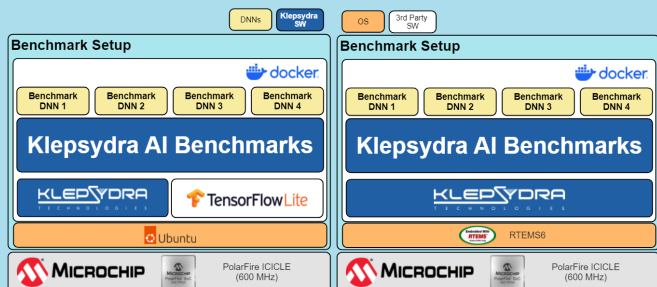 DNNs
Klepsydra
SW
OS
3rd Party
SW
Benchmark Setup
docker
Benchmark
DNN 1
Benchmark
DNN 2
Benchmark
DNN 3
Benchmark
DNN 4
Klepsydra AI Benchmarks
KLEPSYDRA
TECHNOLOGIES
TensorFlow Lite
Ubuntu
MICROCHIP
PolarFire ICICLE
(600 MHz)
Benchmark Setup
docker
Benchmark
DNN 1
Benchmark
DNN 2
Benchmark
DNN 3
Benchmark
DNN 4
Klepsydra AI Benchmarks
KLEPSYDRA
TECHNOLOGIES
RTEMS
RTEMS6
MICROCHIP
PolarFire ICICLE
(600 MHz)